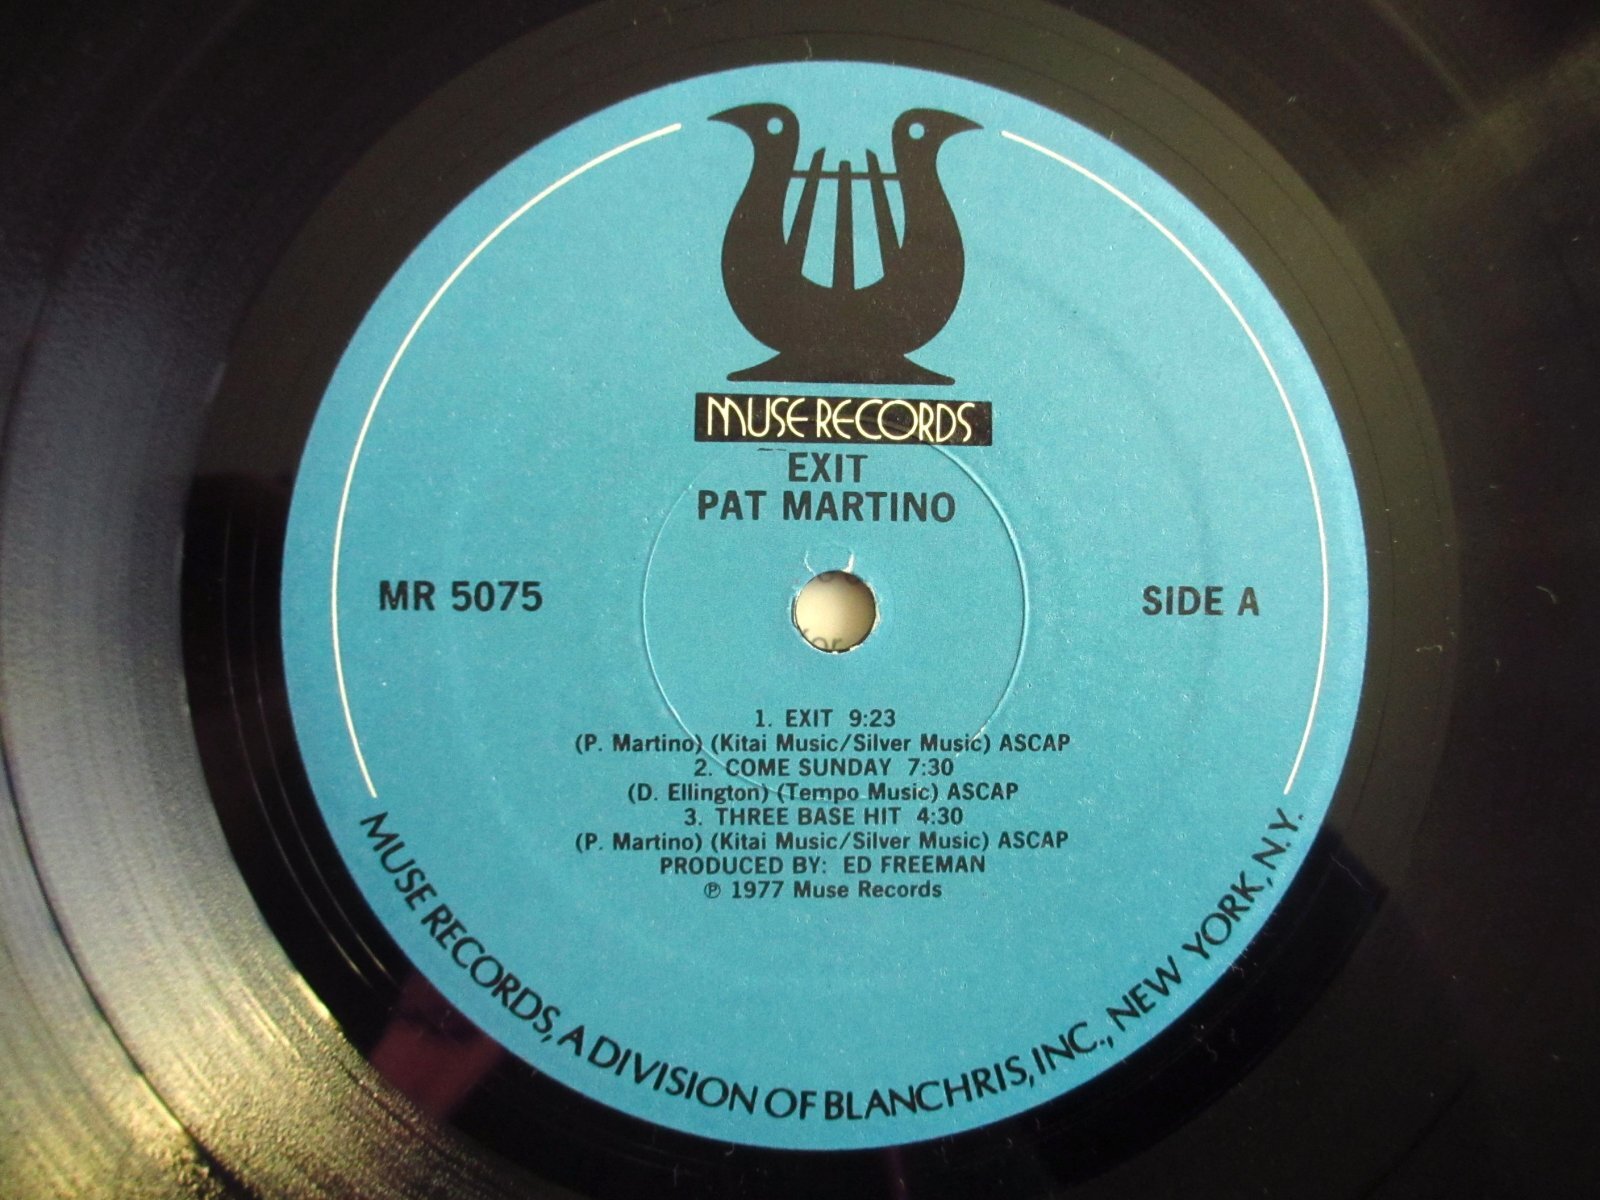 MUSE RECORDS
EXIT
PAT MARTINO
MR 5075
SIDE A
1. EXIT 9:23
(P. Martino) (Kitai Music/Silver Music) ASCAP
2. COME SUNDAY 7:30
(D. Ellington) (Tempo Music) ASCAP
3. THREE BASE HIT 4:30
(P. Martino) (Kitai Music/Silver Music) ASCAP
PRODUCED BY: ED FREEMAN
℗ 1977 Muse Records
MUSE RECORDS, A DIVISION OF BLANCHRIS, INC., NEW YORK, N.Y.